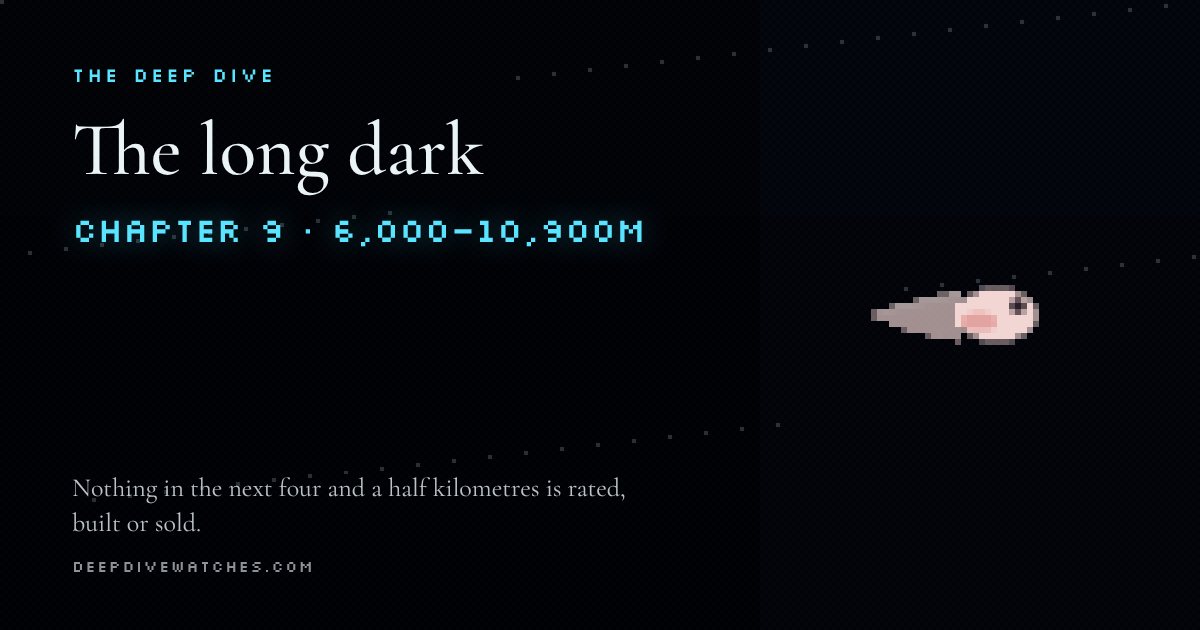 THE DEEP DIVE
The long dark
CHAPTER 9 · 6,000–10,900M
Nothing in the next four and a half kilometres is rated,
built or sold.
DEEPDIVEWATCHES.COM